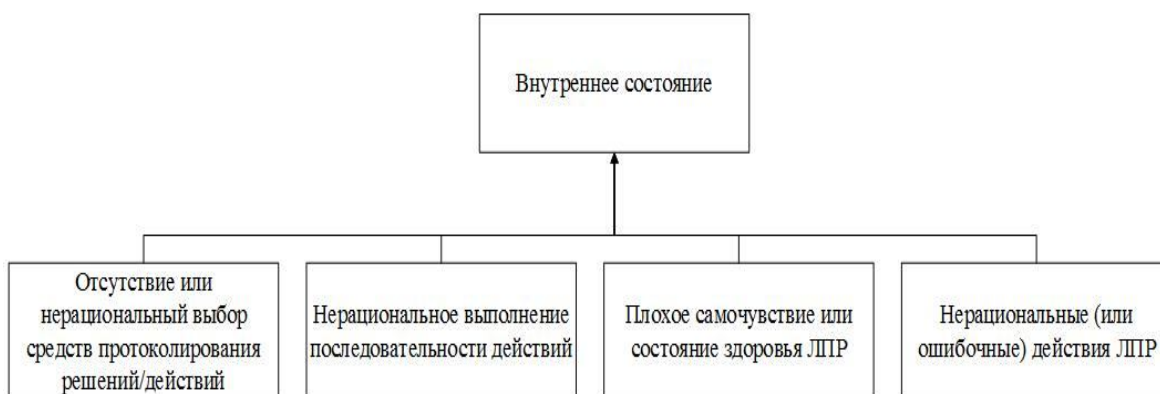 Внутреннее состояние
Отсутствие или
нерациональный выбор
средств протоколирования
решений/действий
Нерациональное выполнение
последовательности действий
Плохое самочувствие или
состояние здоровья ЛПР
Нерациональные (или
ошибочные) действия ЛПР